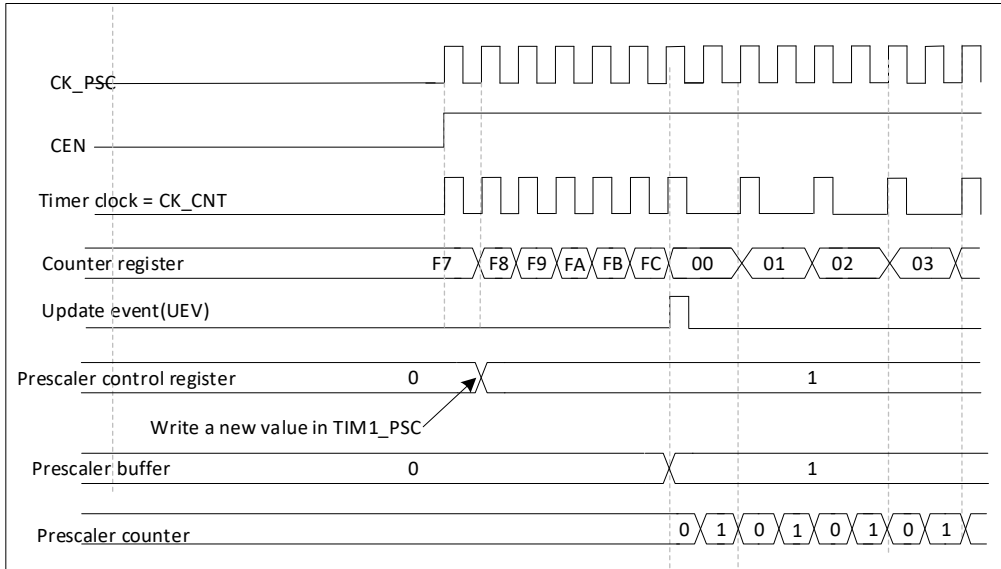 CK_PSC
CEN
Timer clock = CK_CNT
Counter register F7 F8 F9 FA FB FC 00 01 02 03
Update event(UEV)
Prescaler control register 0 1
Write a new value in TIM1_PSC
Prescaler buffer 0 1
Prescaler counter 0 1 0 1 0 1 0 1